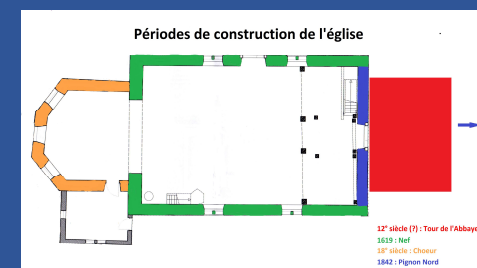 Périodes de construction de l'église
12° siècle (?) : Tour de l'Abbaye
1619 : Nef
18° siècle : Choeur
1842 : Pignon Nord